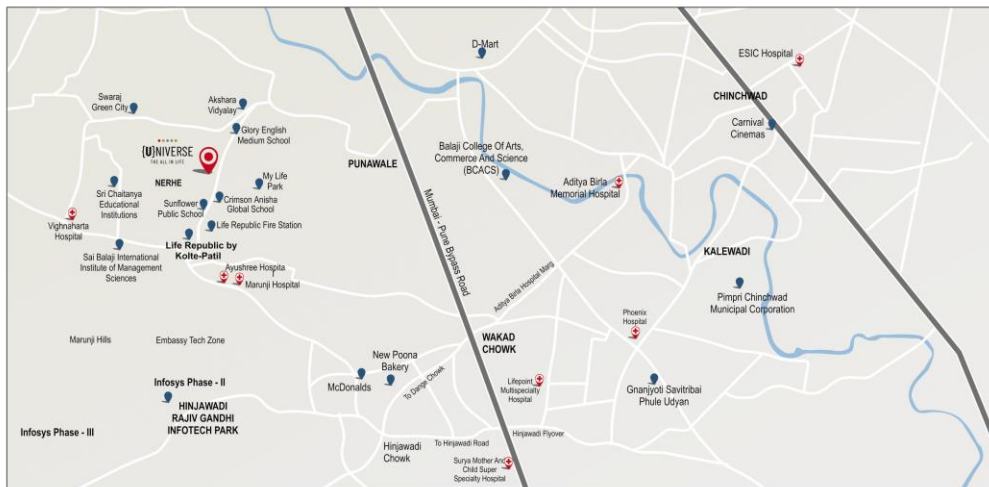 D-Mart
ESIC Hospital
CHINCHWAD
Carnival
Cinemas
Swaraj
Green City
Akshara
Vidyalay
Glory English
Medium School
{U}NIVERSE
THE ALL IN LIFE
NERHE
PUNAWALE
Balaji College Of Arts,
Commerce And Science
(BCACS)
Aditya Birla
Memorial Hospital
My Life
Park
Sri Chaitanya
Educational
Institutions
Sunflower
Public School
Crimson Anisha
Global School
Vighnaharta
Hospital
Life Republic Fire Station
Life Republic by
Kolte-Patil
Sai Balaji International
Institute of Management
Sciences
Ayushree Hospita
Marunji Hospital
Mumbai - Pune Bypass Road
Aditya Birla Hospital Marg
KALEWADI
Pimpri Chinchwad
Municipal Corporation
Phoenix
Hospital
WAKAD
CHOWK
Marunji Hills
Embassy Tech Zone
New Poona
Bakery
McDonalds
To Dange Chowk
Lifepoint
Multispecialty
Hospital
Gnanjyoti Savitribai
Phule Udyan
Infosys Phase - II
HINJAWADI
RAJIV GANDHI
INFOTECH PARK
Infosys Phase - III
Hinjawadi
Chowk
To Hinjawadi Road
Hinjawadi Flyover
Surya Mother And
Child Super
Specialty Hospital